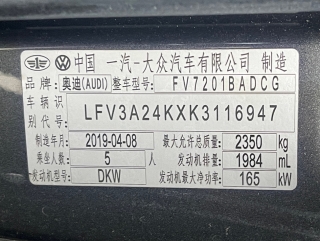 中国 一汽-大众汽车有限公司 制造
品牌: 奥迪(AUDI) 整车型号: FV7201BADCG
车辆识别代号: LFV3A24KXK3116947
制造年月: 2019-04-08 最大允许总质量: 2350 kg
乘坐人数: 5 人 发动机排量: 1984 mL
发动机型号: DKW 发动机最大净功率: 165 kW